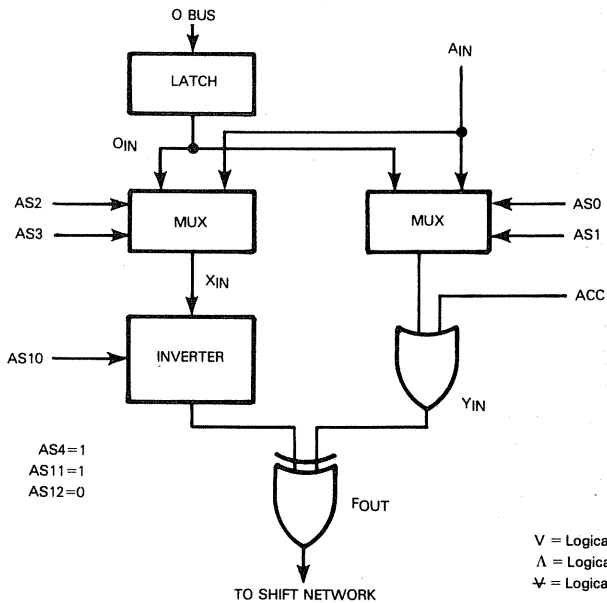 O BUS
LATCH
AIN
OIN
AS2
AS3
MUX
MUX
AS0
AS1
XIN
ACC
AS10
INVERTER
YIN
AS4=1
AS11=1
AS12=0
FOUT
V = Logica
Λ = Logica
⊻ = Logica
TO SHIFT NETWORK